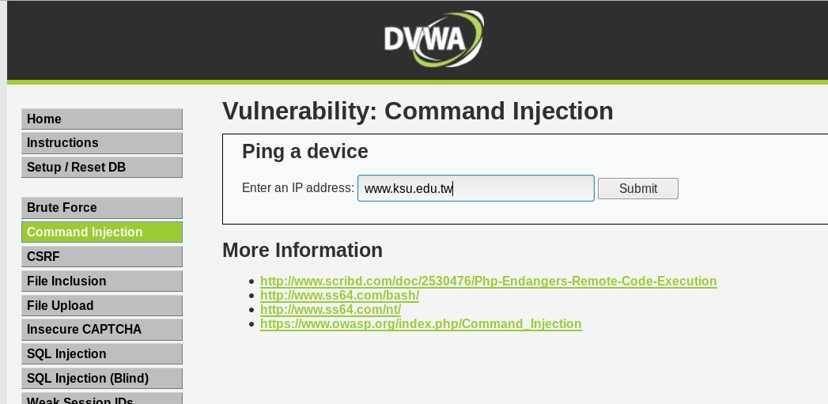 DVWA
Home
Instructions
Setup / Reset DB
Brute Force
Command Injection
CSRF
File Inclusion
File Upload
Insecure CAPTCHA
SQL Injection
SQL Injection (Blind)
Weak Session IDs
Vulnerability: Command Injection
Ping a device
Enter an IP address: www.ksu.edu.tw Submit
More Information
http://www.scribd.com/doc/2530476/Php-Endangers-Remote-Code-Execution
http://www.ss64.com/bash/
http://www.ss64.com/nt/
https://www.owasp.org/index.php/Command_Injection